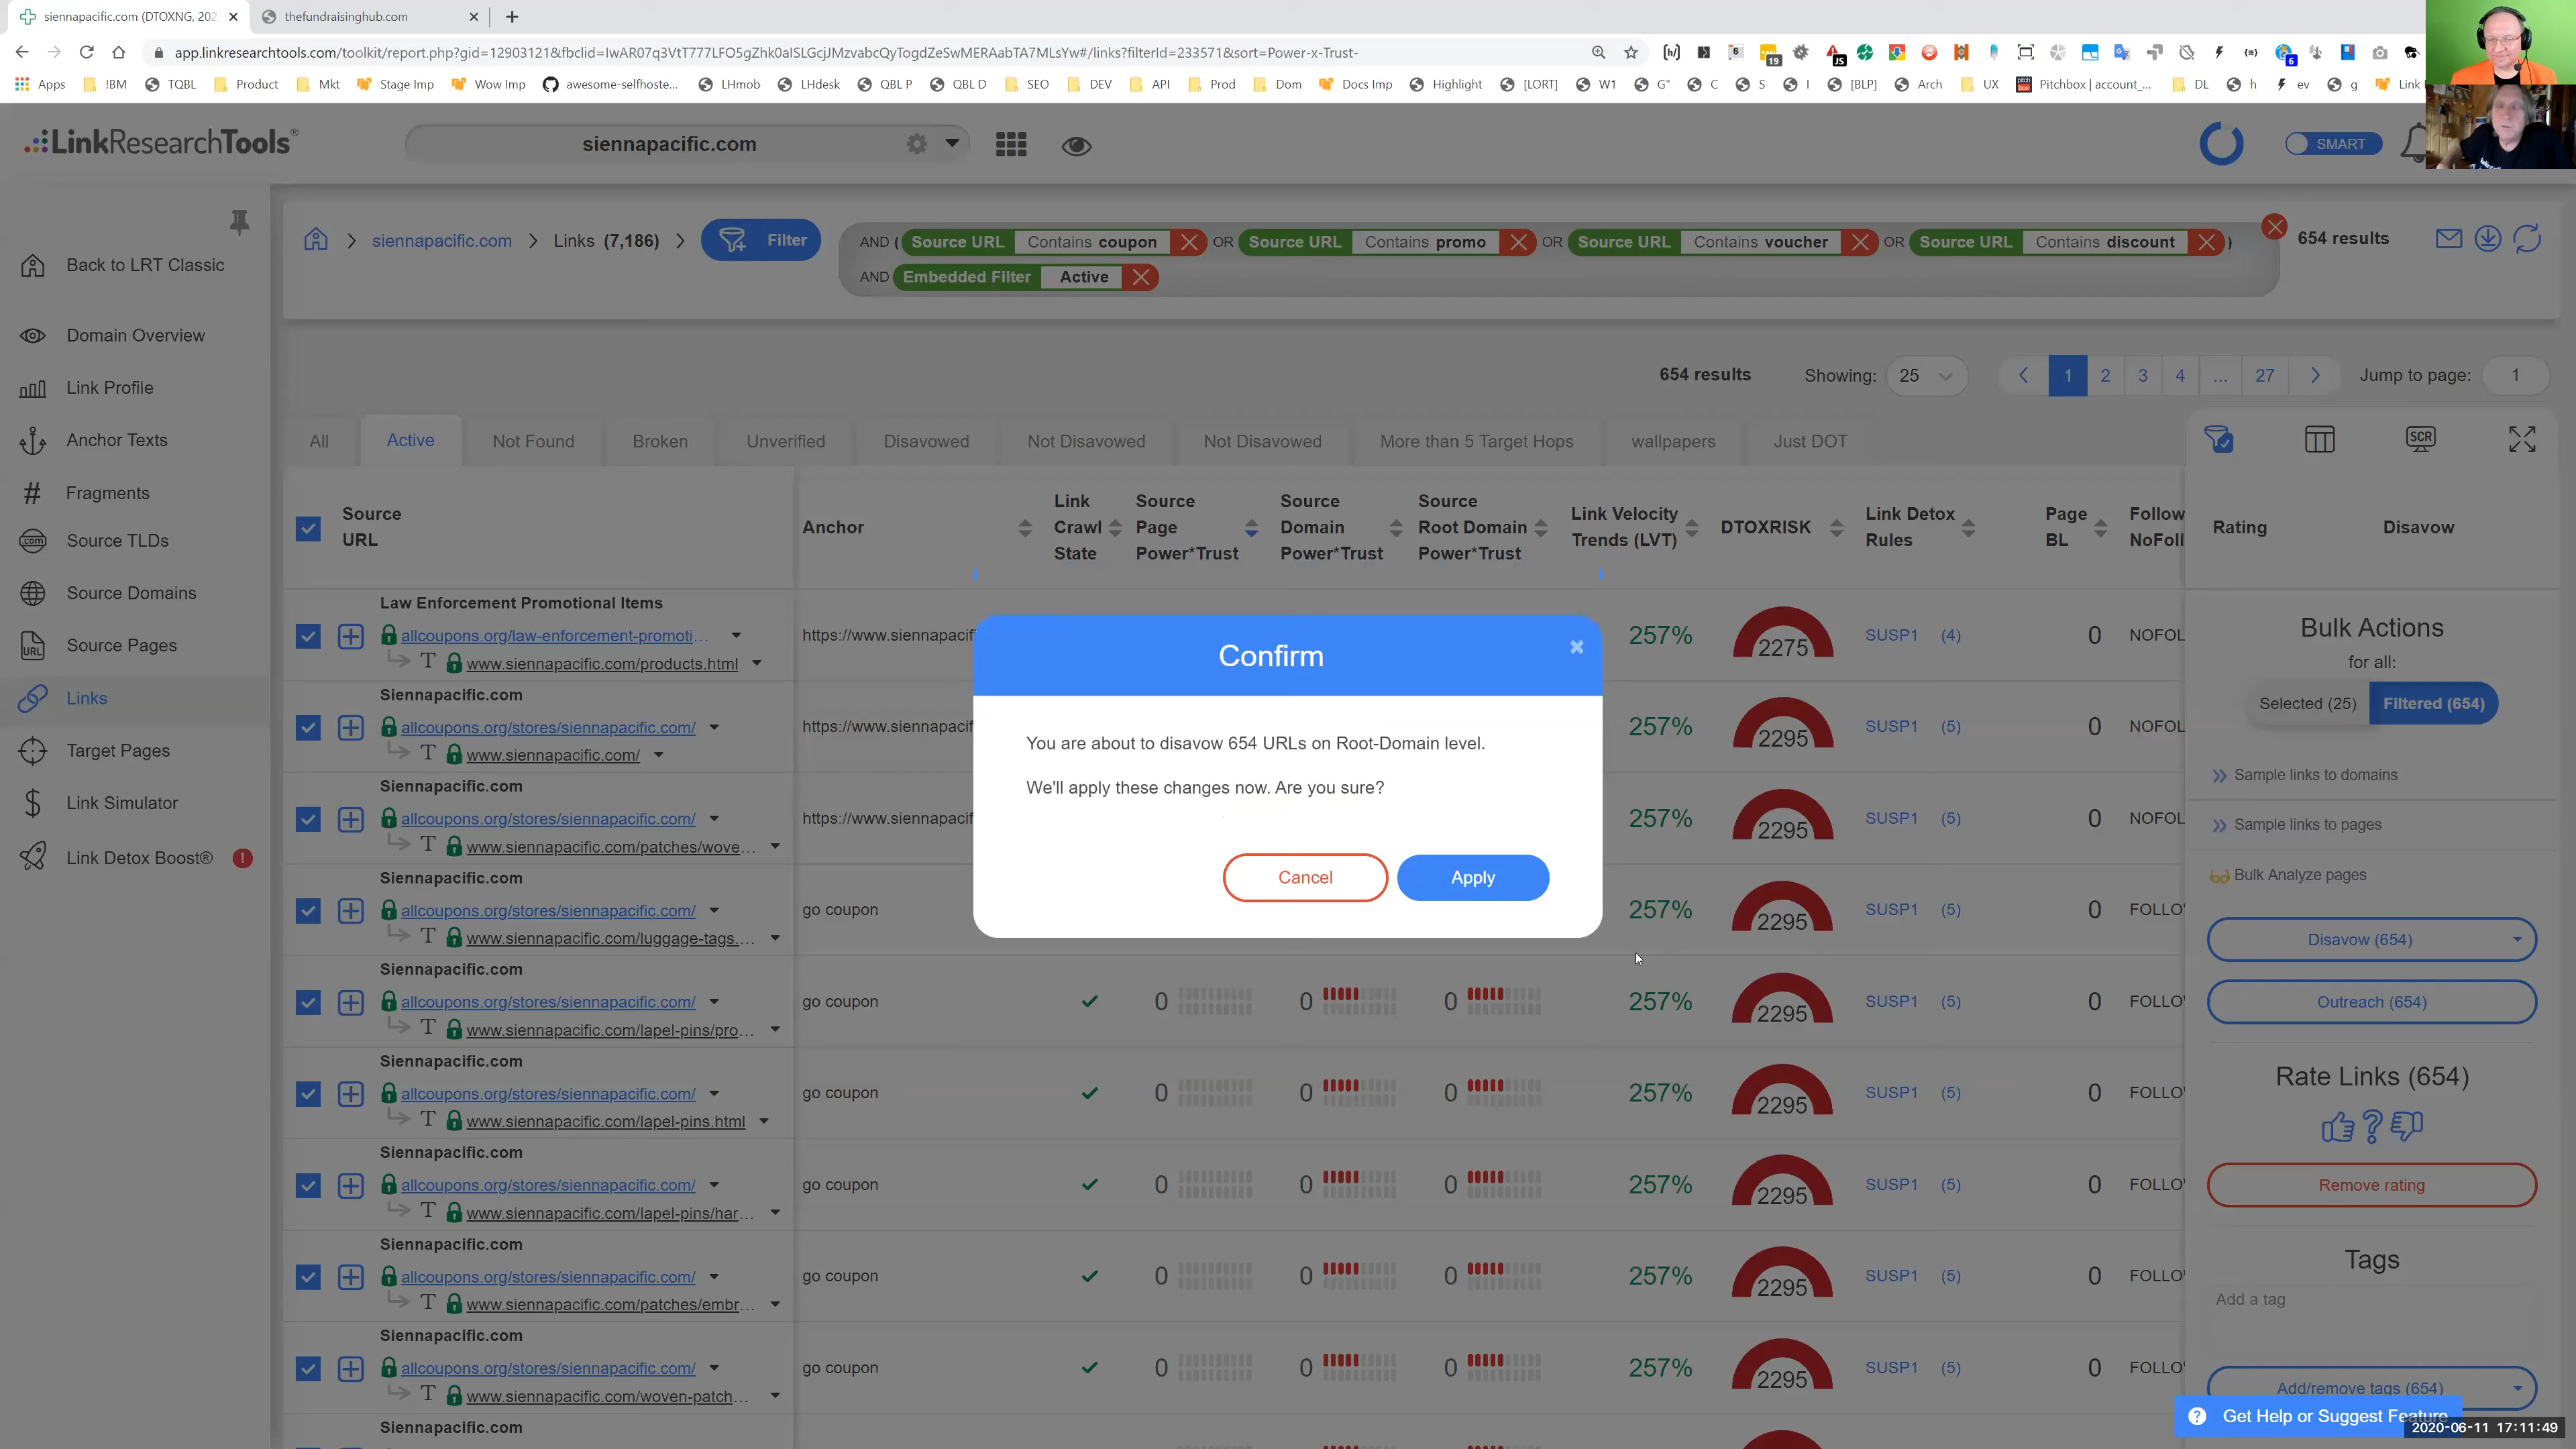 siennapacific.com (DTOXNG, 202
thefundraisinghub.com
app.linkresearchtools.com/toolkit/report.php?gid=12903121&fbclid=IwAR07q3VtT777LFO5gZhk0aISLGcjJMzvabcQyTogdZeSwMERAabTA7MLsYw#/links?filterId=233571&sort=Power-x-Trust-
Apps !BM TQBL Product Mkt Stage Imp Wow Imp awesome-selfhoste... LHmob LHdesk QBL P QBL D SEO DEV API Prod Dom Docs Imp Highlight [LORT] W1 G" C S I [BLP] Arch UX Pitchbox | account_... DL h ev g Link
LinkResearchTools®
siennapacific.com
SMART
Back to LRT Classic
Domain Overview
Link Profile
Anchor Texts
Fragments
Source TLDs
Source Domains
Source Pages
Links
Target Pages
Link Simulator
Link Detox Boost®
siennapacific.com
Links (7,186)
Filter
AND ( Source URL Contains coupon OR Source URL Contains promo OR Source URL Contains voucher OR Source URL Contains discount )
AND Embedded Filter Active
654 results
654 results Showing: 25 1 2 3 4 ... 27 Jump to page: 1
All Active Not Found Broken Unverified Disavowed Not Disavowed Not Disavowed More than 5 Target Hops wallpapers Just DOT
SCR
Source URL
Anchor
Link Crawl State
Source Page Power*Trust
Source Domain Power*Trust
Source Root Domain Power*Trust
Link Velocity Trends (LVT)
DTOXRISK
Link Detox Rules
Page BL
Follow NoFoll
Rating
Disavow
Law Enforcement Promotional Items
allcoupons.org/law-enforcement-promoti...
www.siennapacific.com/products.html
https://www.siennapacif 257% 2275 SUSP1 (4) 0 NOFOL
Siennapacific.com
allcoupons.org/stores/siennapacific.com/
www.siennapacific.com/
https://www.siennapacif 257% 2295 SUSP1 (5) 0 NOFOL
Siennapacific.com
allcoupons.org/stores/siennapacific.com/
www.siennapacific.com/patches/wove...
https://www.siennapacif 257% 2295 SUSP1 (5) 0 NOFOL
Siennapacific.com
allcoupons.org/stores/siennapacific.com/
www.siennapacific.com/luggage-tags....
go coupon 257% 2295 SUSP1 (5) 0 FOLLO
Siennapacific.com
allcoupons.org/stores/siennapacific.com/
www.siennapacific.com/lapel-pins/pro...
go coupon 0 0 0 257% 2295 SUSP1 (5) 0 FOLLO
Siennapacific.com
allcoupons.org/stores/siennapacific.com/
www.siennapacific.com/lapel-pins.html
go coupon 0 0 0 257% 2295 SUSP1 (5) 0 FOLLO
Siennapacific.com
allcoupons.org/stores/siennapacific.com/
www.siennapacific.com/lapel-pins/har...
go coupon 0 0 0 257% 2295 SUSP1 (5) 0 FOLLO
Siennapacific.com
allcoupons.org/stores/siennapacific.com/
www.siennapacific.com/patches/embr...
go coupon 0 0 0 257% 2295 SUSP1 (5) 0 FOLLO
Siennapacific.com
allcoupons.org/stores/siennapacific.com/
www.siennapacific.com/woven-patch...
go coupon 0 0 0 257% 2295 SUSP1 (5) 0 FOLLO
Siennapacific.com
Confirm
You are about to disavow 654 URLs on Root-Domain level.
We'll apply these changes now. Are you sure?
Cancel
Apply
Bulk Actions
for all:
Selected (25) Filtered (654)
Sample links to domains
Sample links to pages
Bulk Analyze pages
Disavow (654)
Outreach (654)
Rate Links (654)
Remove rating
Tags
Add a tag
Add/remove tags (654)
Get Help or Suggest Feature
2020-06-11 17:11:49